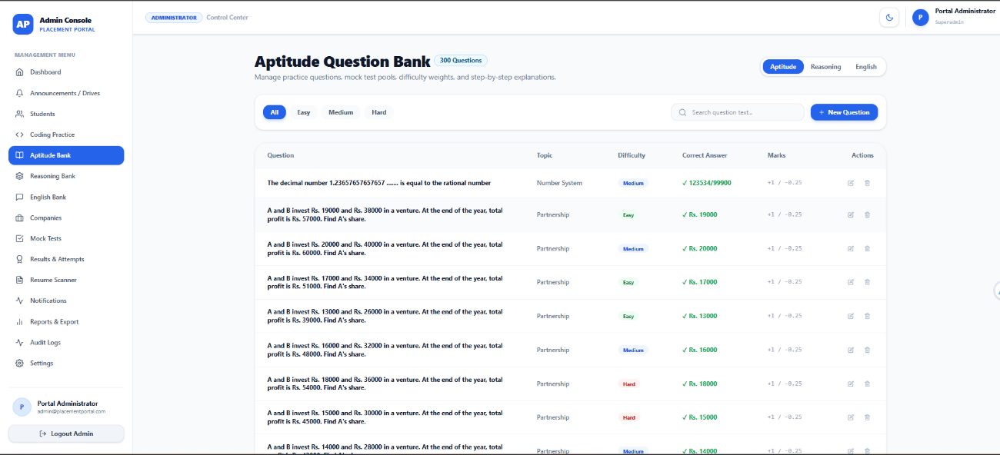 AP
Admin Console
PLACEMENT PORTAL
MANAGEMENT MENU
Dashboard
Announcements / Drives
Students
Coding Practice
Aptitude Bank
Reasoning Bank
English Bank
Companies
Mock Tests
Results & Attempts
Resume Scanner
Notifications
Reports & Export
Audit Logs
Settings
P
Portal Administrator
admin@placementportal.com
Logout Admin
ADMINISTRATOR Control Center
P
Portal Administrator
Superadmin
Aptitude Question Bank 300 Questions
Manage practice questions, mock test pools, difficulty weights, and step-by-step explanations.
Aptitude Reasoning English
All Easy Medium Hard
Search question text...
+ New Question
Question Topic Difficulty Correct Answer Marks Actions
The decimal number 1.23657657657657 ....... is equal to the rational number Number System Medium ✓ 123534/99900 +1 / -0.25
A and B invest Rs. 19000 and Rs. 38000 in a venture. At the end of the year, total
profit is Rs. 57000. Find A's share. Partnership Easy ✓ Rs. 19000 +1 / -0.25
A and B invest Rs. 20000 and Rs. 40000 in a venture. At the end of the year, total
profit is Rs. 60000. Find A's share. Partnership Medium ✓ Rs. 20000 +1 / -0.25
A and B invest Rs. 17000 and Rs. 34000 in a venture. At the end of the year, total
profit is Rs. 51000. Find A's share. Partnership Easy ✓ Rs. 17000 +1 / -0.25
A and B invest Rs. 13000 and Rs. 26000 in a venture. At the end of the year, total
profit is Rs. 39000. Find A's share. Partnership Easy ✓ Rs. 13000 +1 / -0.25
A and B invest Rs. 16000 and Rs. 32000 in a venture. At the end of the year, total
profit is Rs. 48000. Find A's share. Partnership Medium ✓ Rs. 16000 +1 / -0.25
A and B invest Rs. 18000 and Rs. 36000 in a venture. At the end of the year, total
profit is Rs. 54000. Find A's share. Partnership Hard ✓ Rs. 18000 +1 / -0.25
A and B invest Rs. 15000 and Rs. 30000 in a venture. At the end of the year, total
profit is Rs. 45000. Find A's share. Partnership Hard ✓ Rs. 15000 +1 / -0.25
A and B invest Rs. 14000 and Rs. 28000 in a venture. At the end of the year, total
Partnership Medium ✓ Rs. 14000 +1 / -0.25